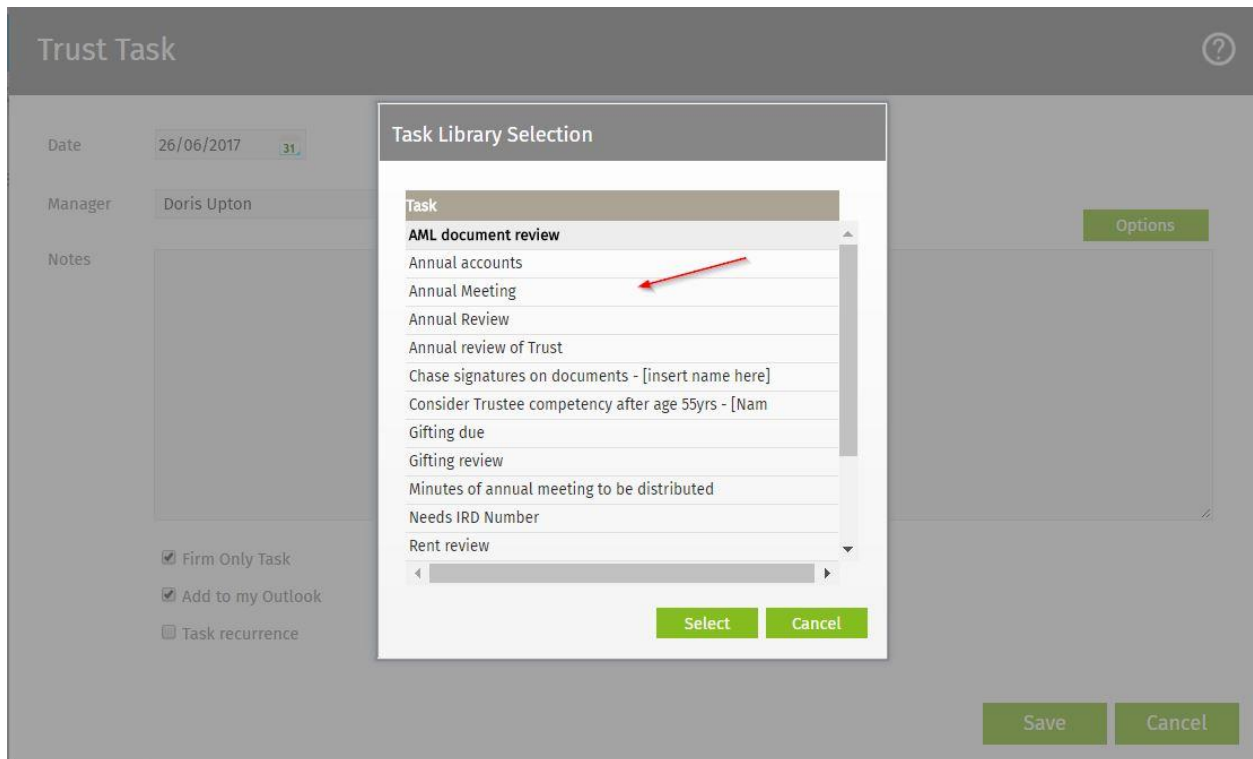 Trust Task
?
Date 26/06/2017 31
Manager Doris Upton
Options
Notes
Task Library Selection
Task
AML document review
Annual accounts
Annual Meeting
Annual Review
Annual review of Trust
Chase signatures on documents - [insert name here]
Consider Trustee competency after age 55yrs - [Nam
Gifting due
Gifting review
Minutes of annual meeting to be distributed
Needs IRD Number
Rent review
Select Cancel
Firm Only Task
Add to my Outlook
Task recurrence
Save Cancel